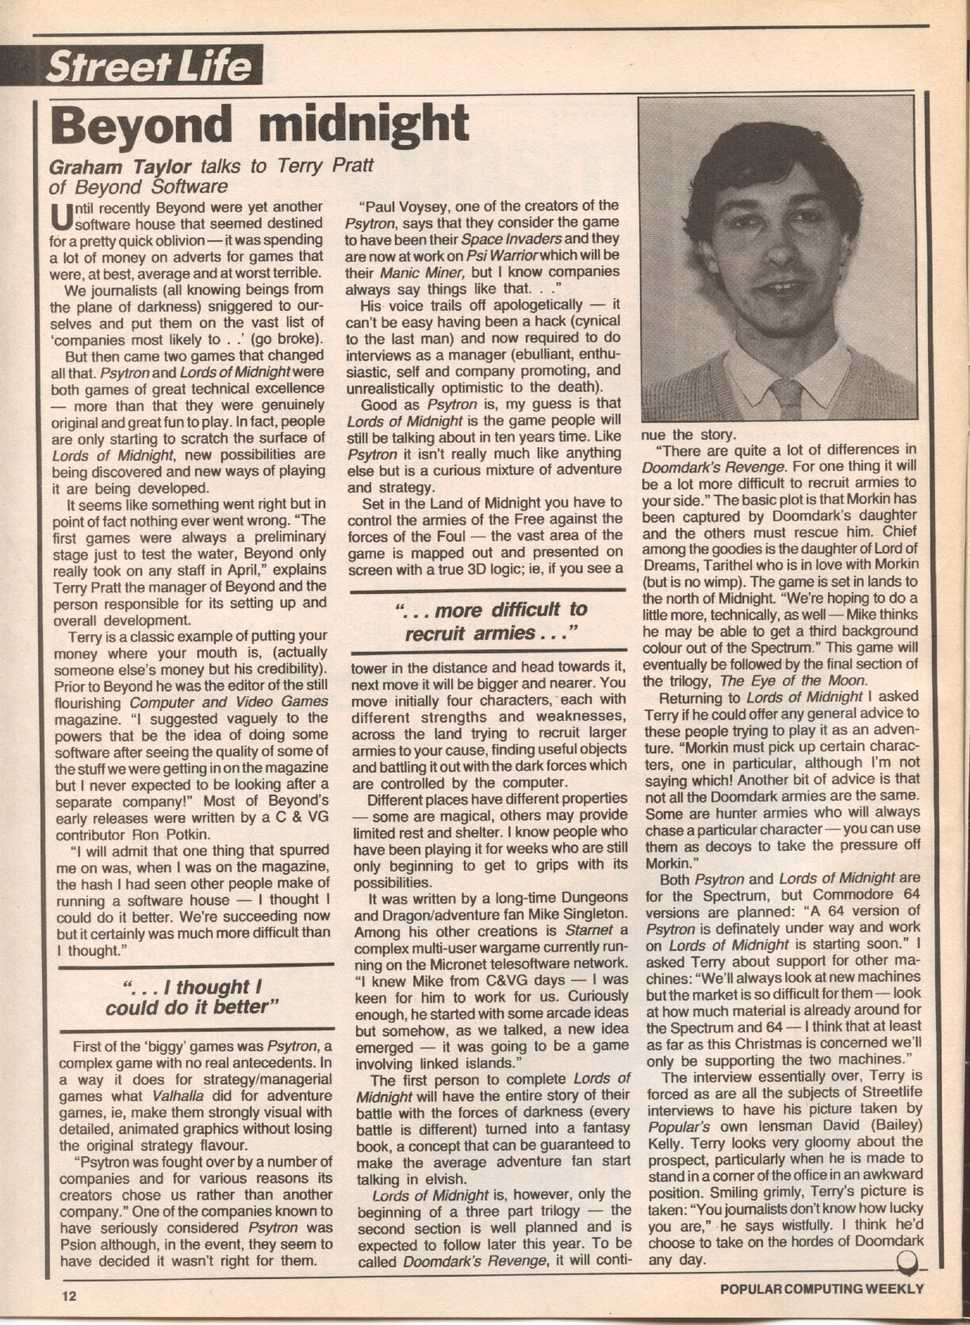 Street Life
Beyond midnight
Graham Taylor talks to Terry Pratt
of Beyond Software
Until recently Beyond were yet another
software house that seemed destined
for a pretty quick oblivion — it was spending
a lot of money on adverts for games that
were, at best, average and at worst terrible.
We journalists (all knowing beings from
the plane of darkness) sniggered to our-
selves and put them on the vast list of
'companies most likely to . .' (go broke).
But then came two games that changed
all that. Psytron and Lords of Midnight were
both games of great technical excellence
— more than that they were genuinely
original and great fun to play. In fact, people
are only starting to scratch the surface of
Lords of Midnight, new possibilities are
being discovered and new ways of playing
it are being developed.
It seems like something went right but in
point of fact nothing ever went wrong. "The
first games were always a preliminary
stage just to test the water, Beyond only
really took on any staff in April," explains
Terry Pratt the manager of Beyond and the
person responsible for its setting up and
overall development.
Terry is a classic example of putting your
money where your mouth is, (actually
someone else's money but his credibility).
Prior to Beyond he was the editor of the still
flourishing Computer and Video Games
magazine. "I suggested vaguely to the
powers that be the idea of doing some
software after seeing the quality of some of
the stuff we were getting in on the magazine
but I never expected to be looking after a
separate company!" Most of Beyond's
early releases were written by a C & VG
contributor Ron Potkin.
"I will admit that one thing that spurred
me on was, when I was on the magazine,
the hash I had seen other people make of
running a software house — I thought I
could do it better. We're succeeding now
but it certainly was much more difficult than
I thought."
". . . I thought I
could do it better"
First of the 'biggy' games was Psytron, a
complex game with no real antecedents. In
a way it does for strategy/managerial
games what Valhalla did for adventure
games, ie, make them strongly visual with
detailed, animated graphics without losing
the original strategy flavour.
"Psytron was fought over by a number of
companies and for various reasons its
creators chose us rather than another
company." One of the companies known to
have seriously considered Psytron was
Psion although, in the event, they seem to
have decided it wasn't right for them.
"Paul Voysey, one of the creators of the
Psytron, says that they consider the game
to have been their Space Invaders and they
are now at work on Psi Warrior which will be
their Manic Miner, but I know companies
always say things like that. . ."
His voice trails off apologetically — it
can't be easy having been a hack (cynical
to the last man) and now required to do
interviews as a manager (ebulliant, enthu-
siastic, self and company promoting, and
unrealistically optimistic to the death).
Good as Psytron is, my guess is that
Lords of Midnight is the game people will
still be talking about in ten years time. Like
Psytron it isn't really much like anything
else but is a curious mixture of adventure
and strategy.
Set in the Land of Midnight you have to
control the armies of the Free against the
forces of the Foul — the vast area of the
game is mapped out and presented on
screen with a true 3D logic; ie, if you see a
". . . more difficult to
recruit armies . . ."
tower in the distance and head towards it,
next move it will be bigger and nearer. You
move initially four characters, each with
different strengths and weaknesses,
across the land trying to recruit larger
armies to your cause, finding useful objects
and battling it out with the dark forces which
are controlled by the computer.
Different places have different properties
— some are magical, others may provide
limited rest and shelter. I know people who
have been playing it for weeks who are still
only beginning to get to grips with its
possibilities.
It was written by a long-time Dungeons
and Dragon/adventure fan Mike Singleton.
Among his other creations is Starnet a
complex multi-user wargame currently run-
ning on the Micronet telesoftware network.
"I knew Mike from C&VG days — I was
keen for him to work for us. Curiously
enough, he started with some arcade ideas
but somehow, as we talked, a new idea
emerged — it was going to be a game
involving linked islands."
The first person to complete Lords of
Midnight will have the entire story of their
battle with the forces of darkness (every
battle is different) turned into a fantasy
book, a concept that can be guaranteed to
make the average adventure fan start
talking in elvish.
Lords of Midnight is, however, only the
beginning of a three part trilogy — the
second section is well planned and is
expected to follow later this year. To be
called Doomdark's Revenge, it will conti-
nue the story.
"There are quite a lot of differences in
Doomdark's Revenge. For one thing it will
be a lot more difficult to recruit armies to
your side." The basic plot is that Morkin has
been captured by Doomdark's daughter
and the others must rescue him. Chief
among the goodies is the daughter of Lord of
Dreams, Tarithel who is in love with Morkin
(but is no wimp). The game is set in lands to
the north of Midnight. "We're hoping to do a
little more, technically, as well — Mike thinks
he may be able to get a third background
colour out of the Spectrum." This game will
eventually be followed by the final section of
the trilogy, The Eye of the Moon.
Returning to Lords of Midnight I asked
Terry if he could offer any general advice to
these people trying to play it as an adven-
ture. "Morkin must pick up certain charac-
ters, one in particular, although I'm not
saying which! Another bit of advice is that
not all the Doomdark armies are the same.
Some are hunter armies who will always
chase a particular character — you can use
them as decoys to take the pressure off
Morkin."
Both Psytron and Lords of Midnight are
for the Spectrum, but Commodore 64
versions are planned: "A 64 version of
Psytron is definately under way and work
on Lords of Midnight is starting soon." I
asked Terry about support for other ma-
chines: "We'll always look at new machines
but the market is so difficult for them — look
at how much material is already around for
the Spectrum and 64 — I think that at least
as far as this Christmas is concerned we'll
only be supporting the two machines."
The interview essentially over, Terry is
forced as are all the subjects of Streetlife
interviews to have his picture taken by
Popular's own lensman David (Bailey)
Kelly. Terry looks very gloomy about the
prospect, particularly when he is made to
stand in a corner of the office in an awkward
position. Smiling grimly, Terry's picture is
taken: "You journalists don't know how lucky
you are," he says wistfully. I think he'd
choose to take on the hordes of Doomdark
any day.
12
POPULAR COMPUTING WEEKLY